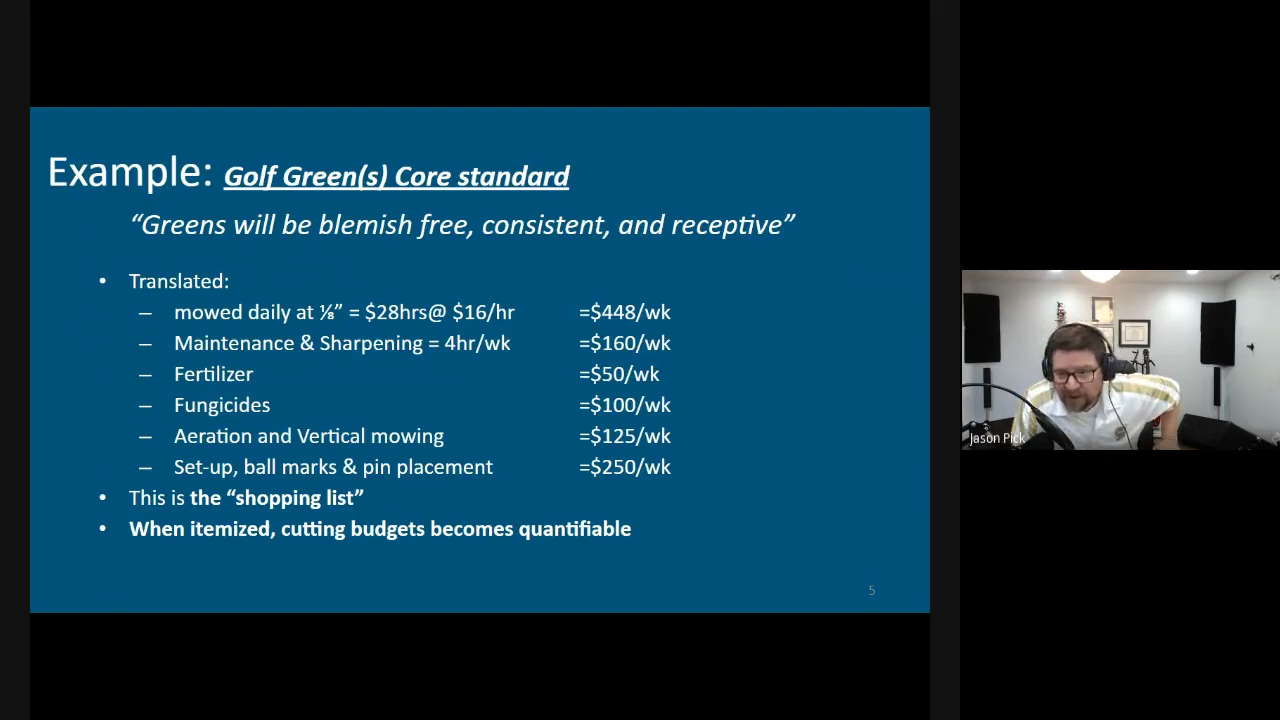 Example: Golf Green(s) Core standard
“Greens will be blemish free, consistent, and receptive”
• Translated:
– mowed daily at ⅛” = $28hrs@ $16/hr =$448/wk
– Maintenance & Sharpening = 4hr/wk =$160/wk
– Fertilizer =$50/wk
– Fungicides =$100/wk
– Aeration and Vertical mowing =$125/wk
– Set-up, ball marks & pin placement =$250/wk
• This is the “shopping list”
• When itemized, cutting budgets becomes quantifiable
5
Jason Pick